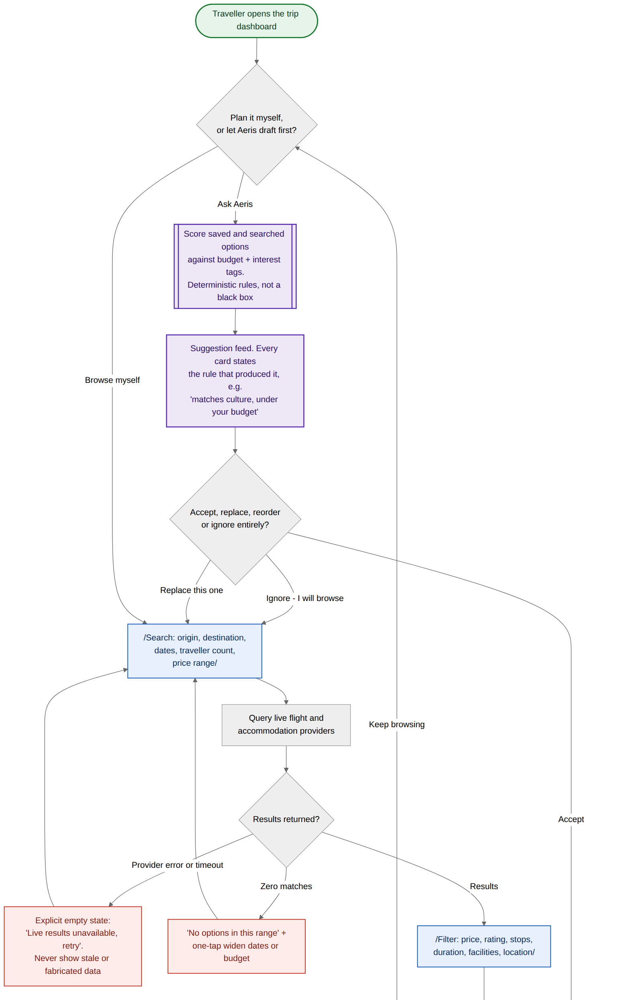 Traveller opens the trip
dashboard
Plan it myself,
or let Aeris draft first?
Ask Aeris
Score saved and searched
options
against budget + interest
tags.
Deterministic rules, not a
black box
Suggestion feed. Every
card states
the rule that produced it,
e.g.
'matches culture, under
your budget'
Browse myself
Accept, replace, reorder
or ignore entirely?
Replace this one
Ignore - I will browse
/Search: origin, destination,
dates, traveller count,
price range/
Query live flight and
accommodation providers
Keep browsing
Results returned?
Accept
Provider error or timeout
Zero matches
Results
Explicit empty state:
'Live results unavailable,
retry'.
Never show stale or
fabricated data
'No options in this range' +
one-tap widen dates or
budget
/Filter: price, rating, stops,
duration, facilities, location/